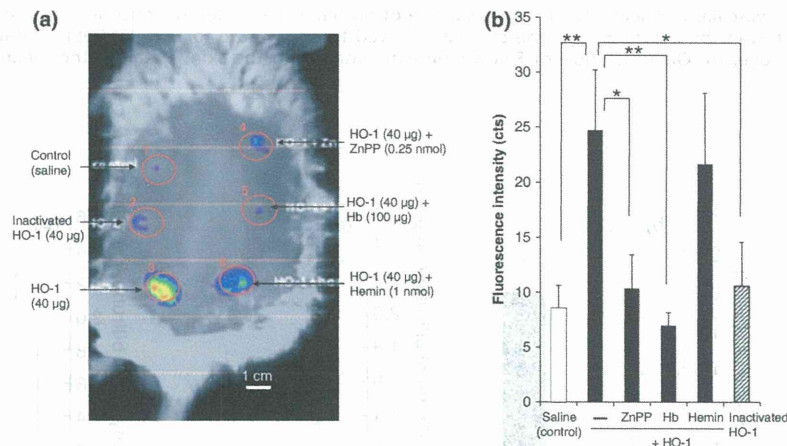 (a)
Control
(saline)
Inactivated
HO-1 (40 µg)
HO-1
(40 µg)
HO-1 (40 µg) +
ZnPP (0.25 nmol)
HO-1 (40 µg) +
Hb (100 µg)
HO-1 (40 µg) +
Hemin (1 nmol)
4
1 cm
(b)
Fluorescence intensity (cts)
35
30
25
20
15
10
5
0
**
*
**
*
Saline
(control)
–
ZnPP
Hb
Hemin
Inactivated
HO-1
+ HO-1